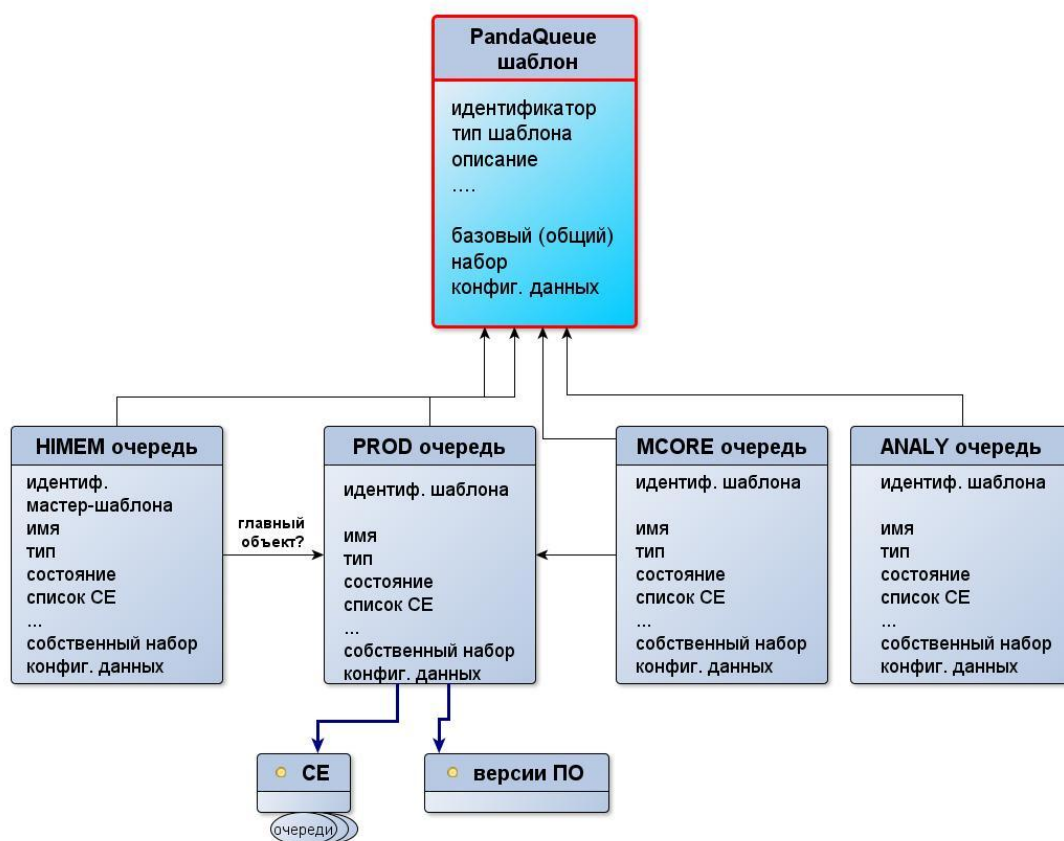 PandaQueue
шаблон
идентификатор
тип шаблона
описание
....
базовый (общий)
набор
конфиг. данных
HIMEM очередь
идентиф.
мастер-шаблона
имя
тип
состояние
список CE
...
собственный набор
конфиг. данных
главный
объект?
PROD очередь
идентиф. шаблона
имя
тип
состояние
список CE
...
собственный набор
конфиг. данных
MCORE очередь
идентиф. шаблона
имя
тип
состояние
список CE
...
собственный набор
конфиг. данных
ANALY очередь
идентиф. шаблона
имя
тип
состояние
список CE
...
собственный набор
конфиг. данных
CE
очереди
версии ПО